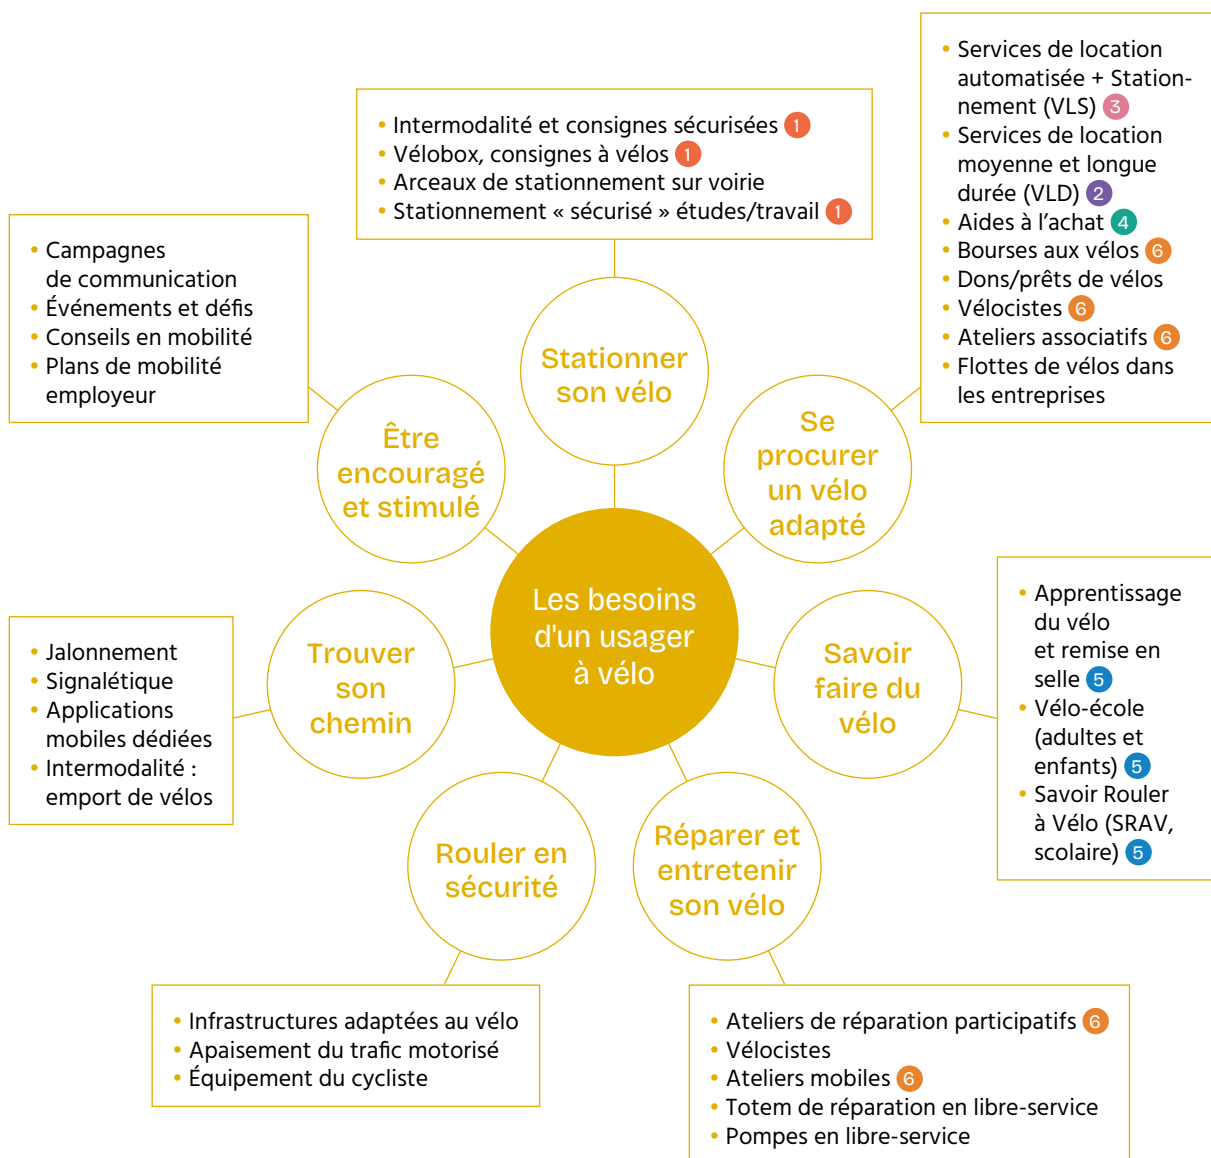 • Services de location
automatisée + Station-
nement (VLS) 3
• Services de location
moyenne et longue
durée (VLD) 2
• Aides à l'achat 4
• Bourses aux vélos 6
• Dons/prêts de vélos
• Vélocistes 6
• Ateliers associatifs 6
• Flottes de vélos dans
les entreprises
• Intermodalité et consignes sécurisées 1
• Vélobox, consignes à vélos 1
• Arceaux de stationnement sur voirie
• Stationnement « sécurisé » études/travail 1
• Campagnes
de communication
• Événements et défis
• Conseils en mobilité
• Plans de mobilité
employeur
Stationner
son vélo
Être
encouragé
et stimulé
Se
procurer
un vélo
adapté
Les besoins
d'un usager
à vélo
• Jalonnement
• Signalétique
• Applications
mobiles dédiées
• Intermodalité :
emport de vélos
Trouver
son
chemin
Savoir
faire du
vélo
• Apprentissage
du vélo
et remise en
selle 5
• Vélo-école
(adultes et
enfants) 5
• Savoir Rouler
à Vélo (SRAV,
scolaire) 5
Rouler en
sécurité
Réparer et
entretenir
son vélo
• Infrastructures adaptées au vélo
• Apaisement du trafic motorisé
• Équipement du cycliste
• Ateliers de réparation participatifs 6
• Vélocistes
• Ateliers mobiles 6
• Totem de réparation en libre-service
• Pompes en libre-service